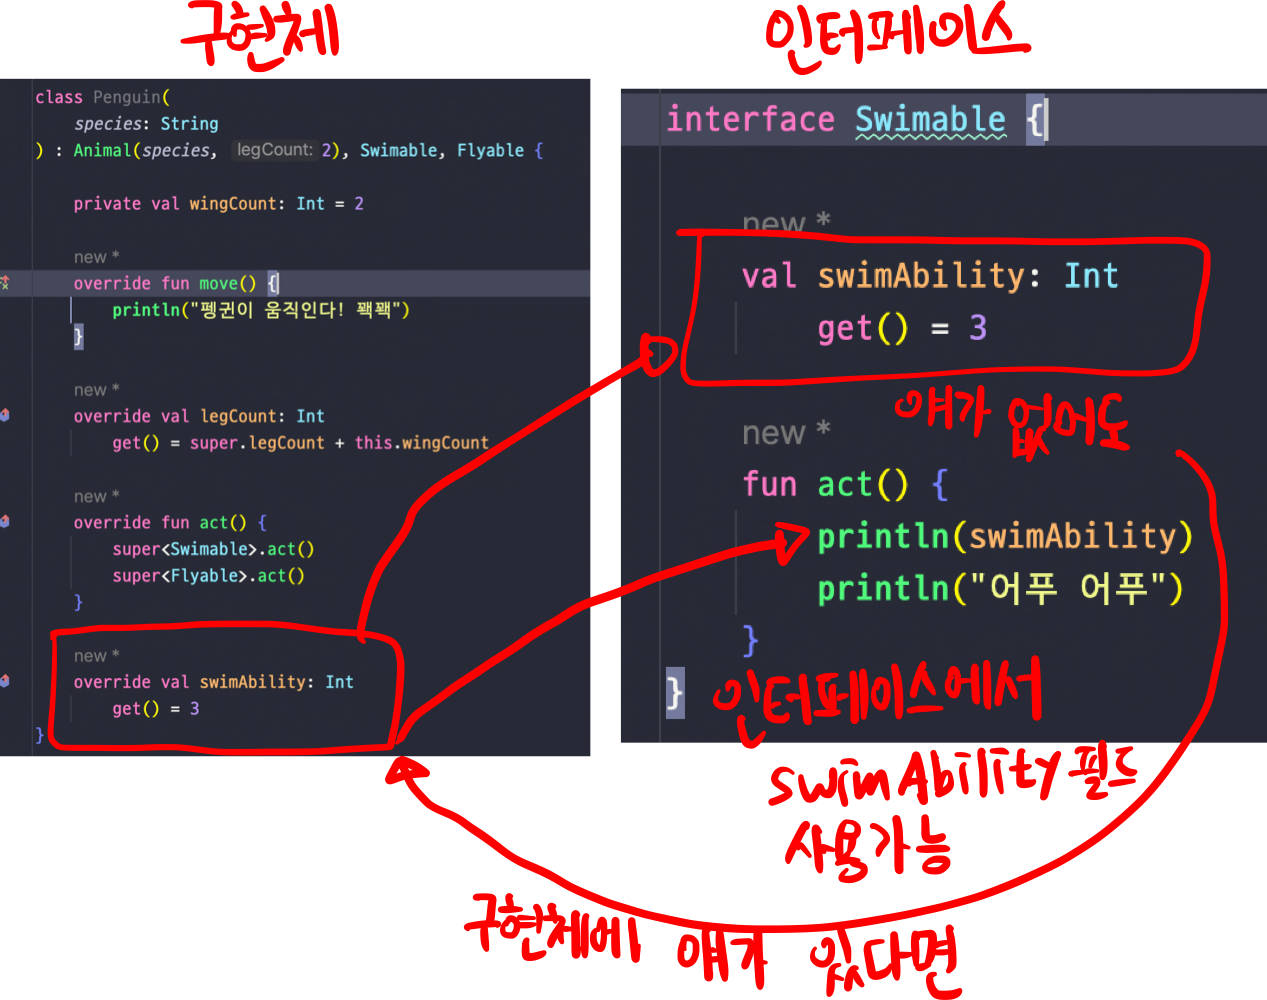 구현체
class Penguin(
species: String
) : Animal(species, legCount: 2), Swimable, Flyable {
private val wingCount: Int = 2
new *
override fun move() {
println("펭귄이 움직인다! 꽥꽥")
}
new *
override val legCount: Int
get() = super.legCount + this.wingCount
new *
override fun act() {
super<Swimable>.act()
super<Flyable>.act()
}
new *
override val swimAbility: Int
get() = 3
}
인터페이스
interface Swimable {
new *
val swimAbility: Int
get() = 3
얘가 없어도
new *
fun act() {
println(swimAbility)
println("어푸 어푸")
}
}
인터페이스에서
swimAbility 필드
사용가능
구현체에 얘가 있다면